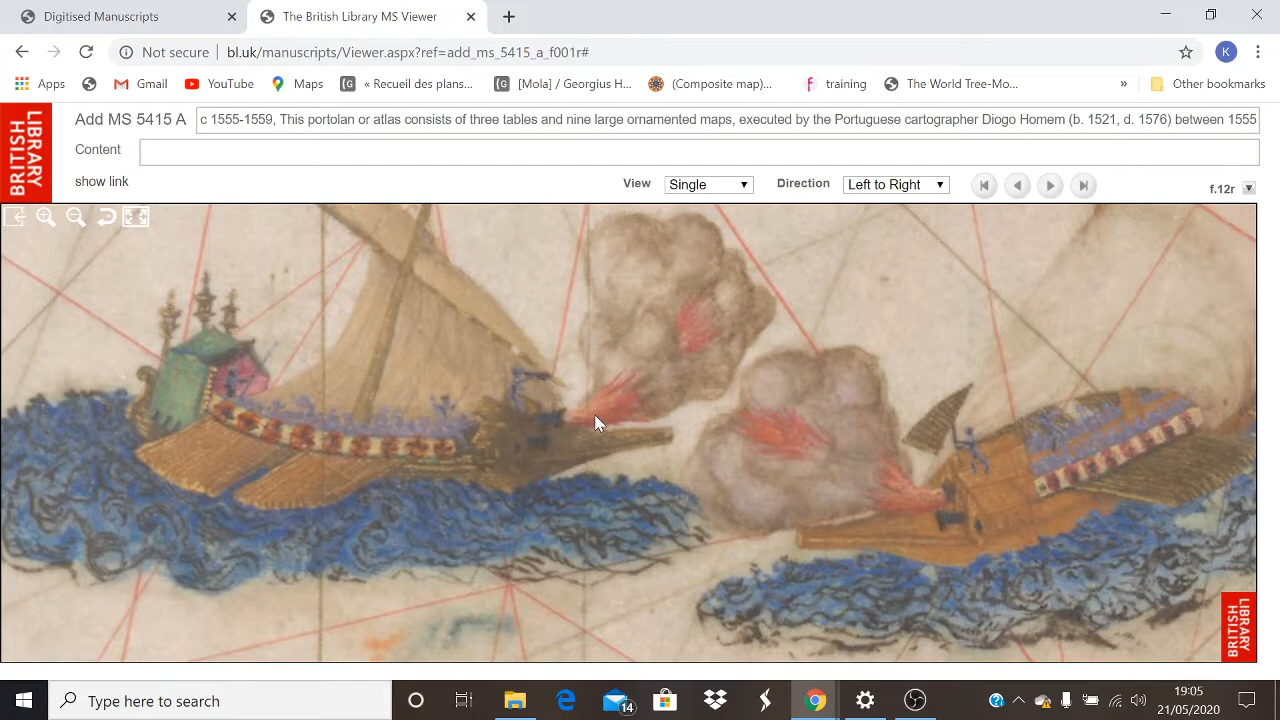 Digitised Manuscripts
The British Library MS Viewer
Not secure
bl.uk/manuscripts/Viewer.aspx?ref=add_ms_5415_a_f001r#
K
Apps
Gmail
YouTube
Maps
« Recueil des plans...
[Mola] / Georgius H...
(Composite map)...
training
The World Tree-Mo...
»
Other bookmarks
LIBRARY
BRITISH
Add MS 5415 A
c 1555-1559, This portolan or atlas consists of three tables and nine large ornamented maps, executed by the Portuguese cartographer Diogo Homem (b. 1521, d. 1576) between 1555
Content
show link
View
Single
Direction
Left to Right
f.12r
LIBRARY
BRITISH
Type here to search
14
19:05
21/05/2020